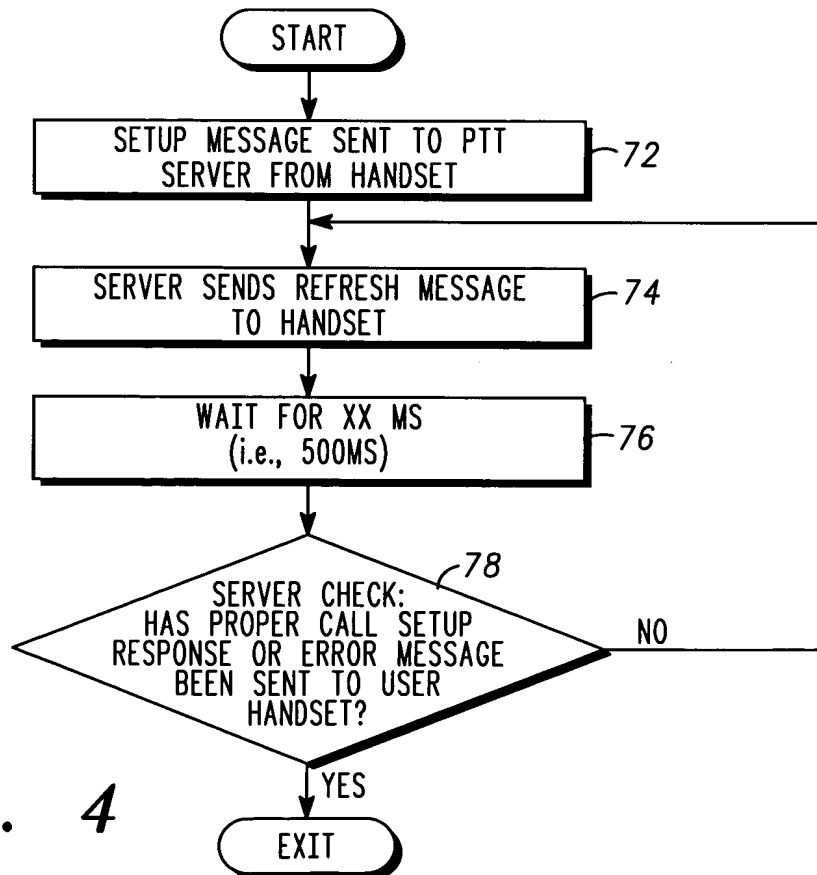 START
SETUP MESSAGE SENT TO PTT
SERVER FROM HANDSET
72
SERVER SENDS REFRESH MESSAGE
TO HANDSET
74
WAIT FOR XX MS
(i.e., 500MS)
76
78
SERVER CHECK:
HAS PROPER CALL SETUP
RESPONSE OR ERROR MESSAGE
BEEN SENT TO USER
HANDSET?
NO
YES
. 4
EXIT